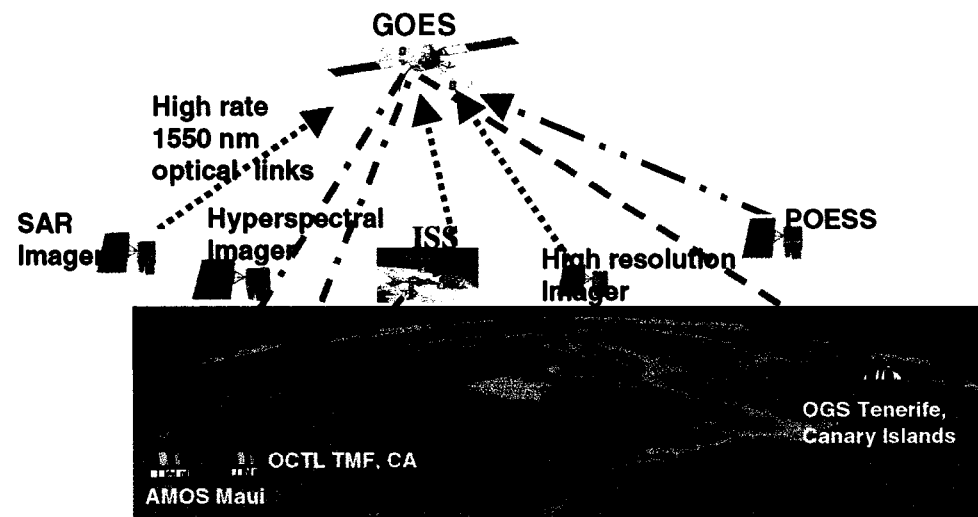 GOES
High rate
1550 nm
optical links
SAR
Imager
Hyperspectral
Imager
ISS
High resolution
Imager
POESS
OGS Tenerife,
Canary Islands
OCTL TMF, CA
AMOS Maui